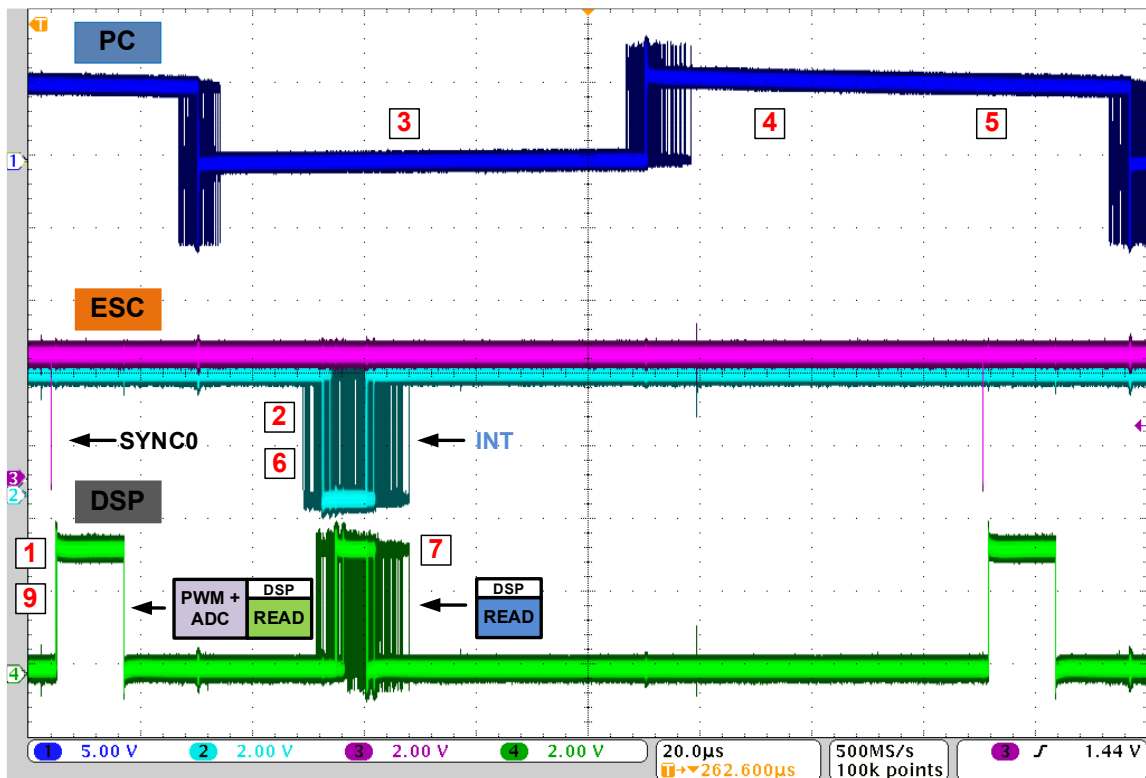 T
PC
3
4
5
1
ESC
2
SYNC0
INT
6
3
2
DSP
1
7
9
PWM +
ADC
DSP
READ
DSP
READ
4
1 5.00 V 2 2.00 V 3 2.00 V 4 2.00 V
20.0µs
T→▼262.600µs
500MS/s
100k points
3 1.44 V